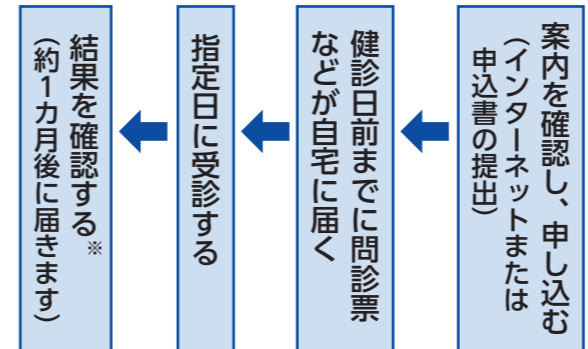 案内を確認し、申し込む
（インターネットまたは
申込書の提出）
健診日前までに問診票
などが自宅に届く
指定日に受診する
結果を確認する※
（約1カ月後に届きます）